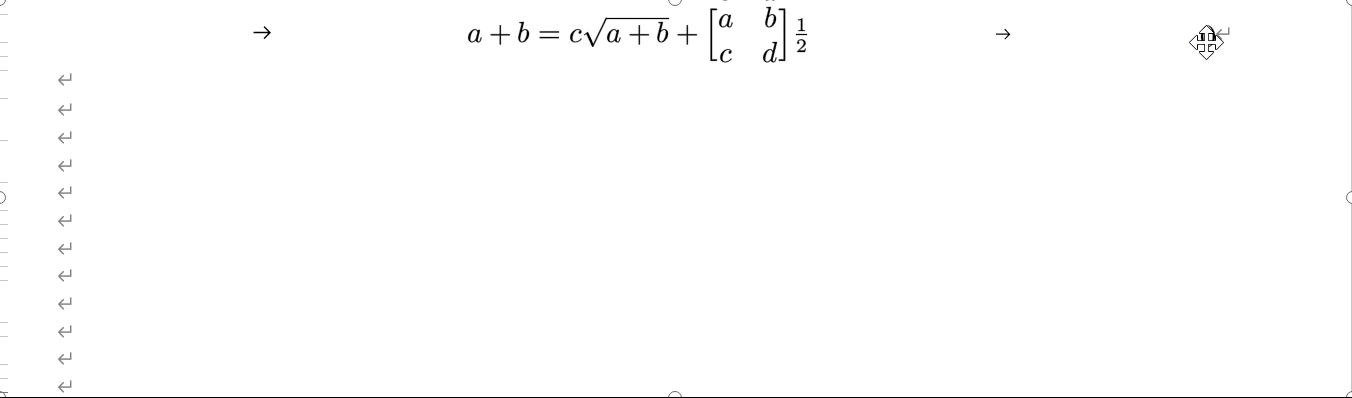 → a + b = c√(a + b) + [a b; c d] 1/2 →